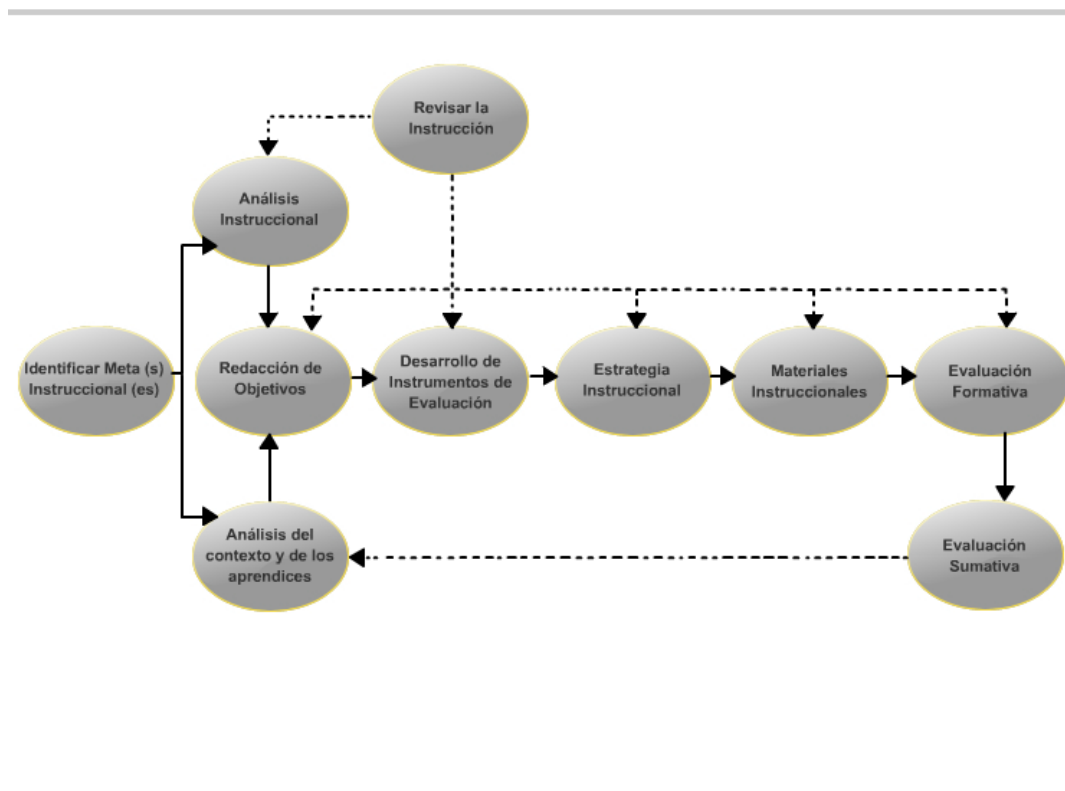 Revisar la
Instrucción
Análisis
Instruccional
Identificar Meta (s)
Instruccional (es)
Redacción de
Objetivos
Desarrollo de
Instrumentos de
Evaluación
Estrategia
Instruccional
Materiales
Instruccionales
Evaluación
Formativa
Análisis del
contexto y de los
aprendices
Evaluación
Sumativa